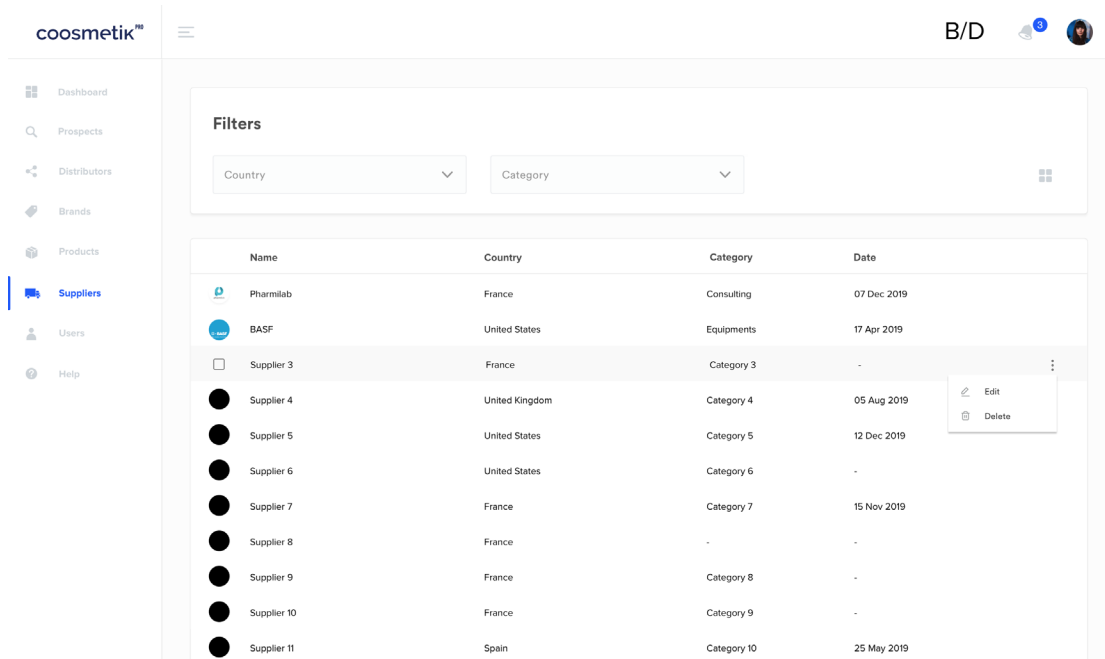 coosmetik PRO
B/D
3
Dashboard
Prospects
Distributors
Brands
Products
Suppliers
Users
Help
Filters
Country
Category
Name Country Category Date
Pharmilab France Consulting 07 Dec 2019
BASF United States Equipments 17 Apr 2019
Supplier 3 France Category 3 -
Edit
Delete
Supplier 4 United Kingdom Category 4 05 Aug 2019
Supplier 5 United States Category 5 12 Dec 2019
Supplier 6 United States Category 6 -
Supplier 7 France Category 7 15 Nov 2019
Supplier 8 France - -
Supplier 9 France Category 8 -
Supplier 10 France Category 9 -
Supplier 11 Spain Category 10 25 May 2019